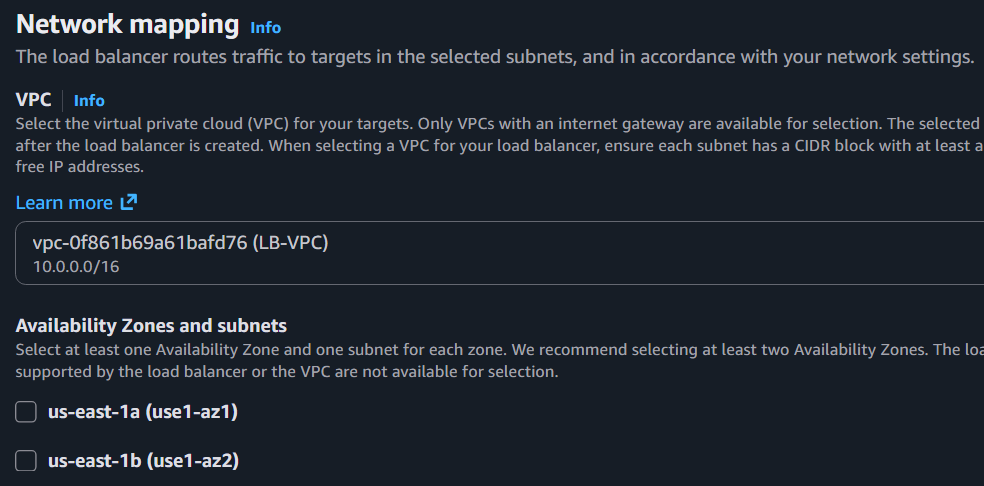 Network mapping Info
The load balancer routes traffic to targets in the selected subnets, and in accordance with your network settings.
VPC Info
Select the virtual private cloud (VPC) for your targets. Only VPCs with an internet gateway are available for selection. The selected
after the load balancer is created. When selecting a VPC for your load balancer, ensure each subnet has a CIDR block with at least a
free IP addresses.
Learn more
vpc-0f861b69a61bafd76 (LB-VPC)
10.0.0.0/16
Availability Zones and subnets
Select at least one Availability Zone and one subnet for each zone. We recommend selecting at least two Availability Zones. The loa
supported by the load balancer or the VPC are not available for selection.
us-east-1a (use1-az1)
us-east-1b (use1-az2)